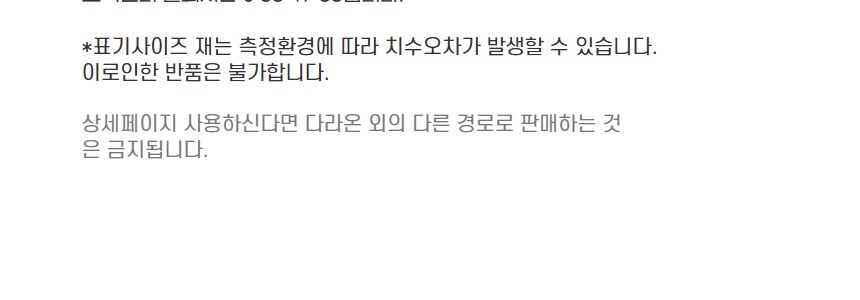 *표기사이즈 재는 측정환경에 따라 치수오차가 발생할 수 있습니다.
이로인한 반품은 불가합니다.
상세페이지 사용하신다면 다라온 외의 다른 경로로 판매하는 것
은 금지됩니다.